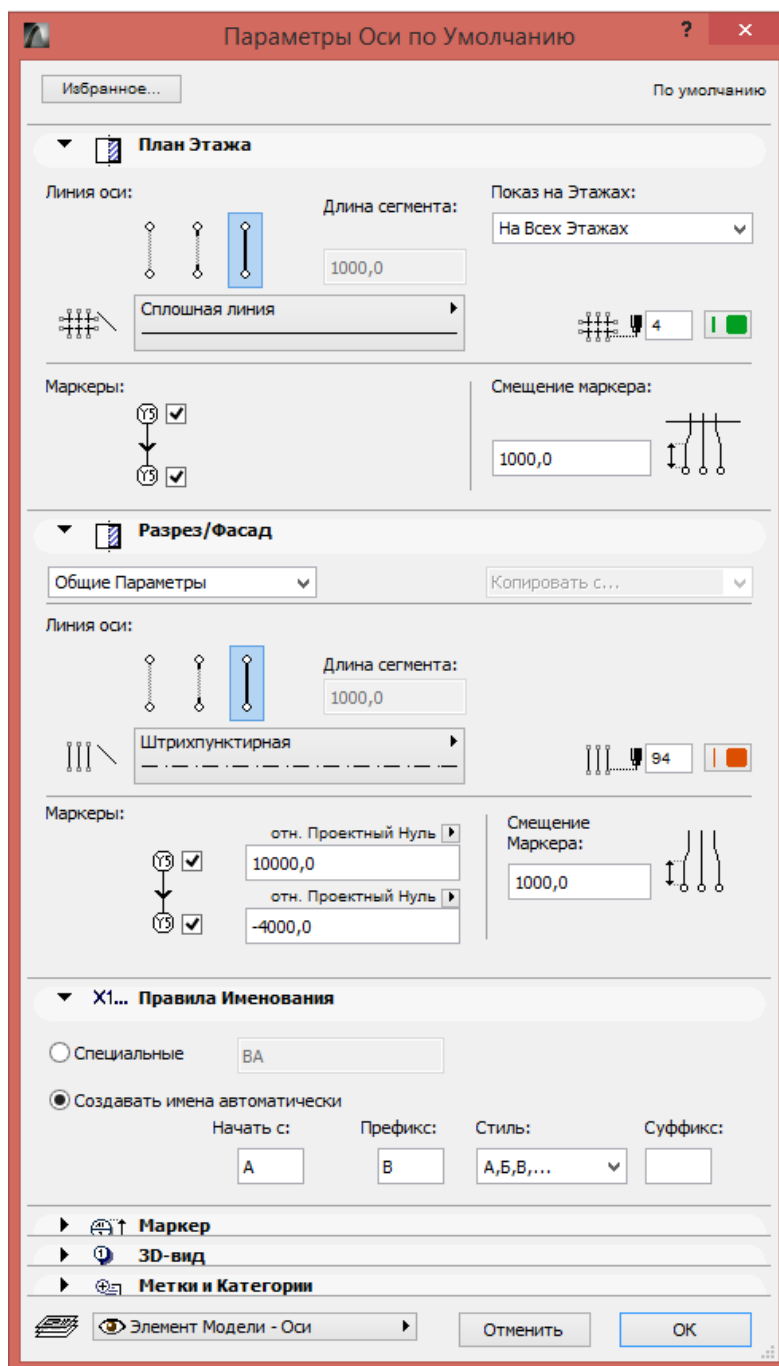 Параметры Оси по Умолчанию ? ×
Избранное... По умолчанию
План Этажа
Линия оси: Длина сегмента: Показ на Этажах:
На Всех Этажах
1000,0
Сплошная линия 4
Маркеры: Смещение маркера:
Y5
1000,0
Y5
Разрез/Фасад
Общие Параметры Копировать с...
Линия оси:
Длина сегмента:
1000,0
Штрихпунктирная 94
Маркеры: отн. Проектный Нуль Смещение Маркера:
Y5 10000,0
1000,0
отн. Проектный Нуль
Y5 -4000,0
X1... Правила Именования
Специальные ВА
Создавать имена автоматически
Начать с: Префикс: Стиль: Суффикс:
А В А,Б,В,...
Маркер
1 3D-вид
Метки и Категории
Элемент Модели - Оси Отменить OK